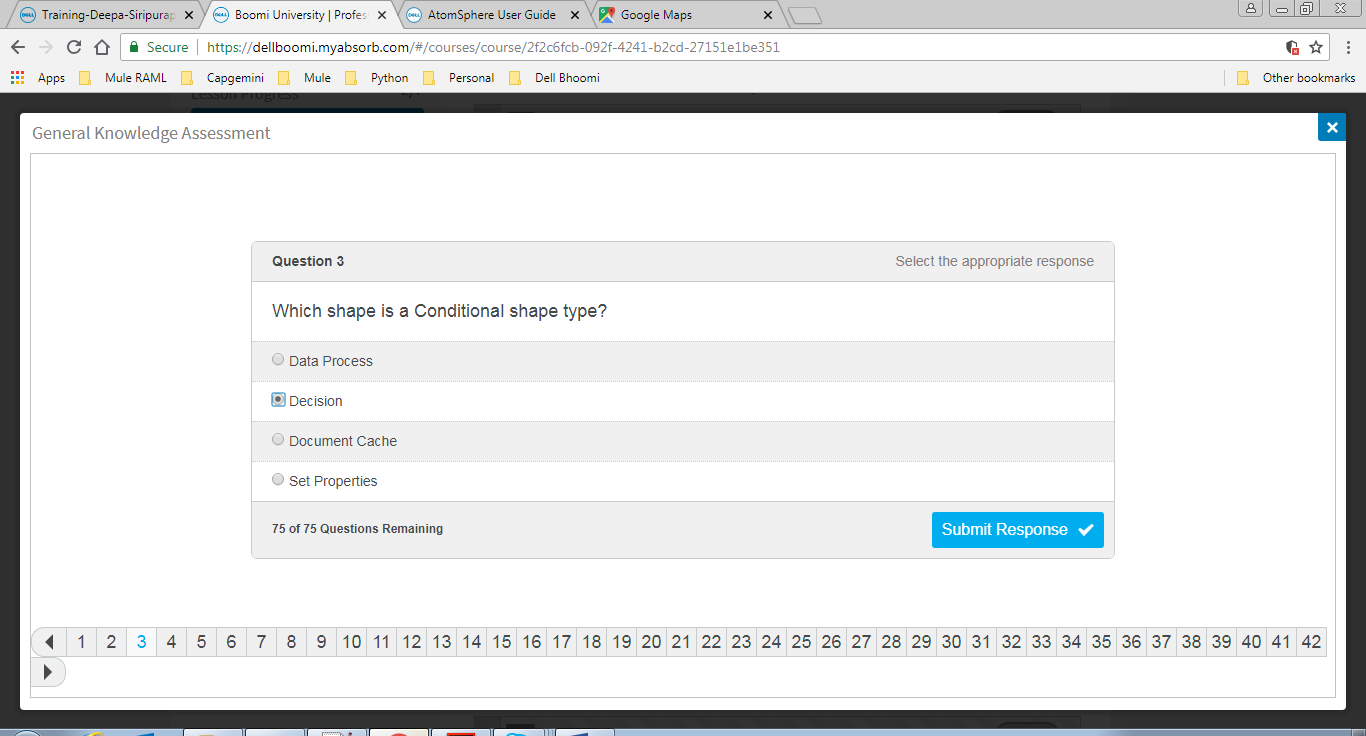 Training-Deepa-Siripurap
Boomi University | Profes
AtomSphere User Guide
Google Maps
Secure
https://dellboomi.myabsorb.com/#/courses/course/2f2c6fcb-092f-4241-b2cd-27151e1be351
Apps Mule RAML Capgemini Mule Python Personal Dell Bhoomi Other bookmarks
Lesson Progress
General Knowledge Assessment
Question 3 Select the appropriate response
Which shape is a Conditional shape type?
Data Process
Decision
Document Cache
Set Properties
75 of 75 Questions Remaining Submit Response
1 2 3 4 5 6 7 8 9 10 11 12 13 14 15 16 17 18 19 20 21 22 23 24 25 26 27 28 29 30 31 32 33 34 35 36 37 38 39 40 41 42